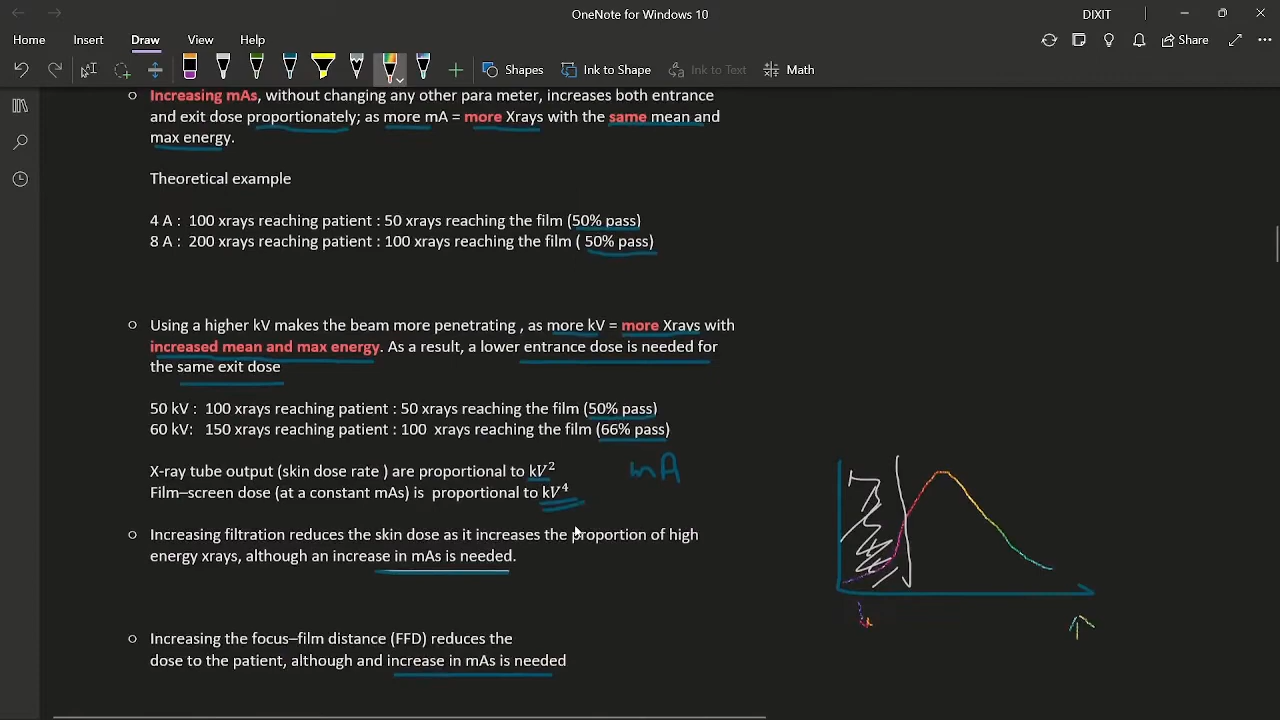 OneNote for Windows 10
DIXIT
Home Insert Draw View Help
Share
Shapes Ink to Shape Ink to Text Math
Increasing mAs, without changing any other para meter, increases both entrance
and exit dose proportionately; as more mA = more Xrays with the same mean and
max energy.
Theoretical example
4 A : 100 xrays reaching patient : 50 xrays reaching the film (50% pass)
8 A : 200 xrays reaching patient : 100 xrays reaching the film ( 50% pass)
Using a higher kV makes the beam more penetrating , as more kV = more Xrays with
increased mean and max energy. As a result, a lower entrance dose is needed for
the same exit dose
50 kV : 100 xrays reaching patient : 50 xrays reaching the film (50% pass)
60 kV: 150 xrays reaching patient : 100 xrays reaching the film (66% pass)
X-ray tube output (skin dose rate ) are proportional to kV²
mA
Film–screen dose (at a constant mAs) is proportional to kV⁴
Increasing filtration reduces the skin dose as it increases the proportion of high
energy xrays, although an increase in mAs is needed.
Increasing the focus–film distance (FFD) reduces the
dose to the patient, although and increase in mAs is needed